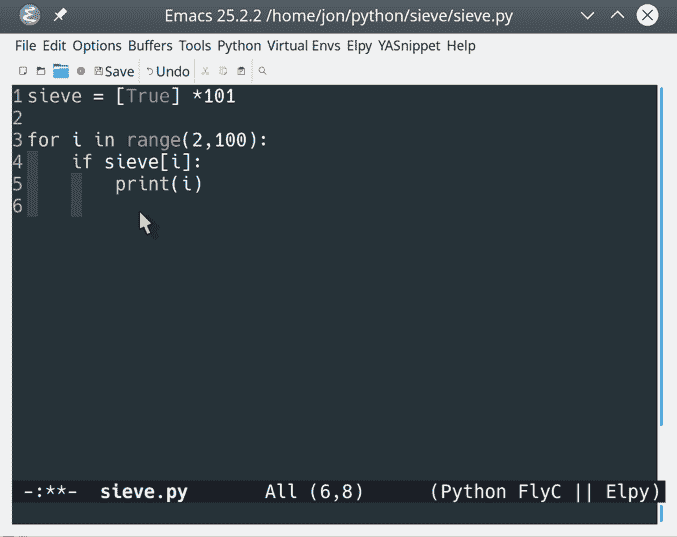 Emacs 25.2.2 /home/jon/python/sieve/sieve.py
File Edit Options Buffers Tools Python Virtual Envs Elpy YASnippet Help
Save Undo
1 sieve = [True] *101
2
3 for i in range(2,100):
4     if sieve[i]:
5         print(i)
6
-:**-  sieve.py       All (6,8)      (Python FlyC || Elpy)